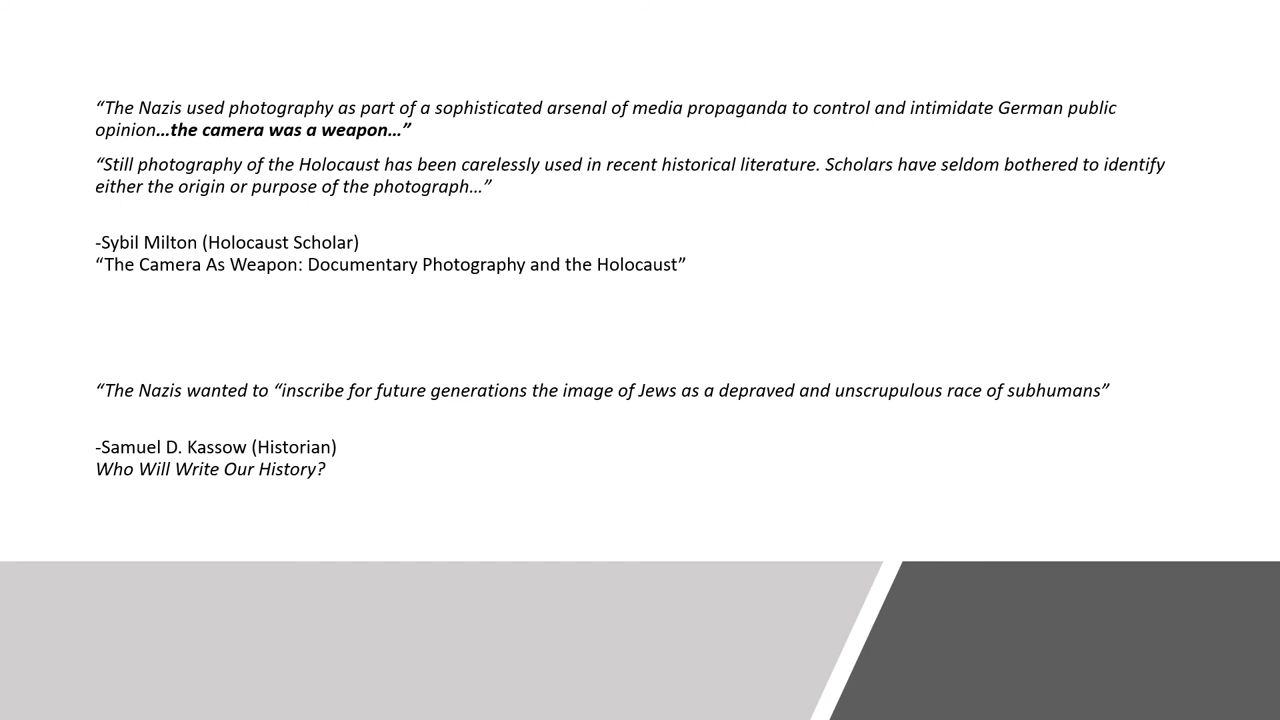 “The Nazis used photography as part of a sophisticated arsenal of media propaganda to control and intimidate German public
opinion…the camera was a weapon…”
“Still photography of the Holocaust has been carelessly used in recent historical literature. Scholars have seldom bothered to identify
either the origin or purpose of the photograph…”
-Sybil Milton (Holocaust Scholar)
“The Camera As Weapon: Documentary Photography and the Holocaust”
“The Nazis wanted to “inscribe for future generations the image of Jews as a depraved and unscrupulous race of subhumans”
-Samuel D. Kassow (Historian)
Who Will Write Our History?